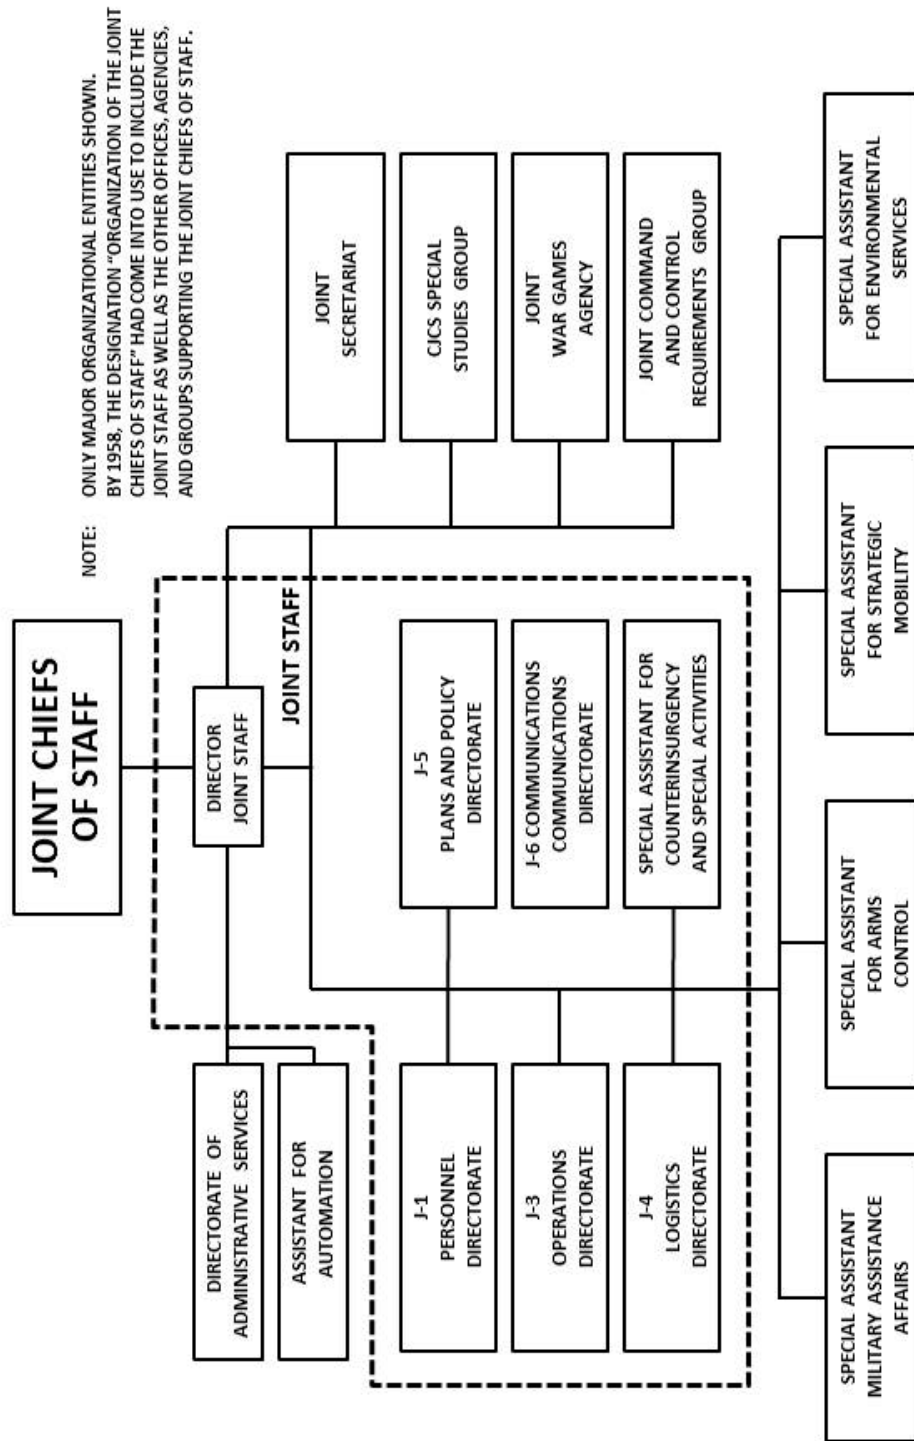 JOINT CHIEFS
OF STAFF
NOTE:
ONLY MAJOR ORGANIZATIONAL ENTITIES SHOWN.
BY 1958, THE DESIGNATION "ORGANIZATION OF THE JOINT
CHIEFS OF STAFF" HAD COME INTO USE TO INCLUDE THE
JOINT STAFF AS WELL AS THE OTHER OFFICES, AGENCIES,
AND GROUPS SUPPORTING THE JOINT CHIEFS OF STAFF.
DIRECTORATE OF
ADMINISTRATIVE SERVICES
ASSISTANT FOR
AUTOMATION
DIRECTOR
JOINT STAFF
JOINT STAFF
JOINT
SECRETARIAT
CJCS SPECIAL
STUDIES GROUP
JOINT
WAR GAMES
AGENCY
JOINT COMMAND
AND CONTROL
REQUIREMENTS GROUP
J-1
PERSONNEL
DIRECTORATE
J-5
PLANS AND POLICY
DIRECTORATE
J-3
OPERATIONS
DIRECTORATE
J-6 COMMUNICATIONS
COMMUNICATIONS
DIRECTORATE
J-4
LOGISTICS
DIRECTORATE
SPECIAL ASSISTANT FOR
COUNTERINSURGENCY
AND SPECIAL ACTIVITIES
SPECIAL ASSISTANT
MILITARY ASSISTANCE
AFFAIRS
SPECIAL ASSISTANT
FOR ARMS
CONTROL
SPECIAL ASSISTANT
FOR STRATEGIC
MOBILITY
SPECIAL ASSISTANT
FOR ENVIRONMENTAL
SERVICES